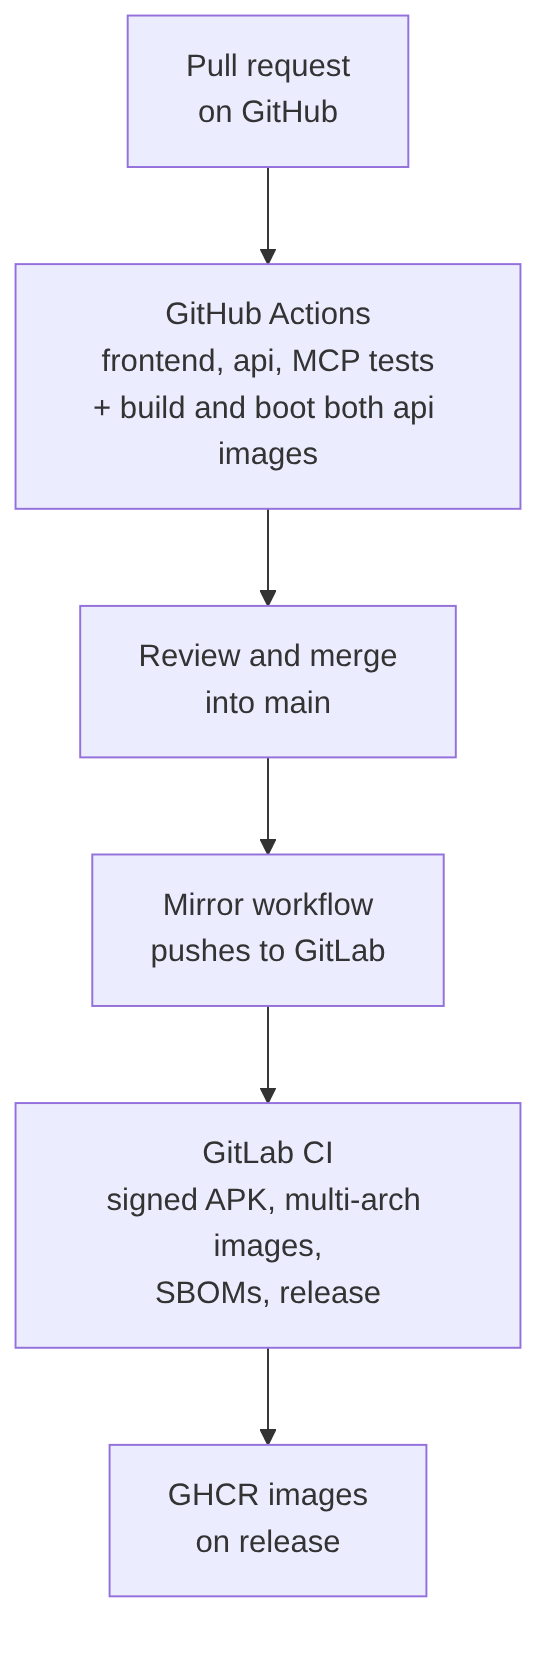 Pull request
on GitHub
GitHub Actions
frontend, api, MCP tests
+ build and boot both api
images
Review and merge
into main
Mirror workflow
pushes to GitLab
GitLab CI
signed APK, multi-arch
images,
SBOMs, release
GHCR images
on release